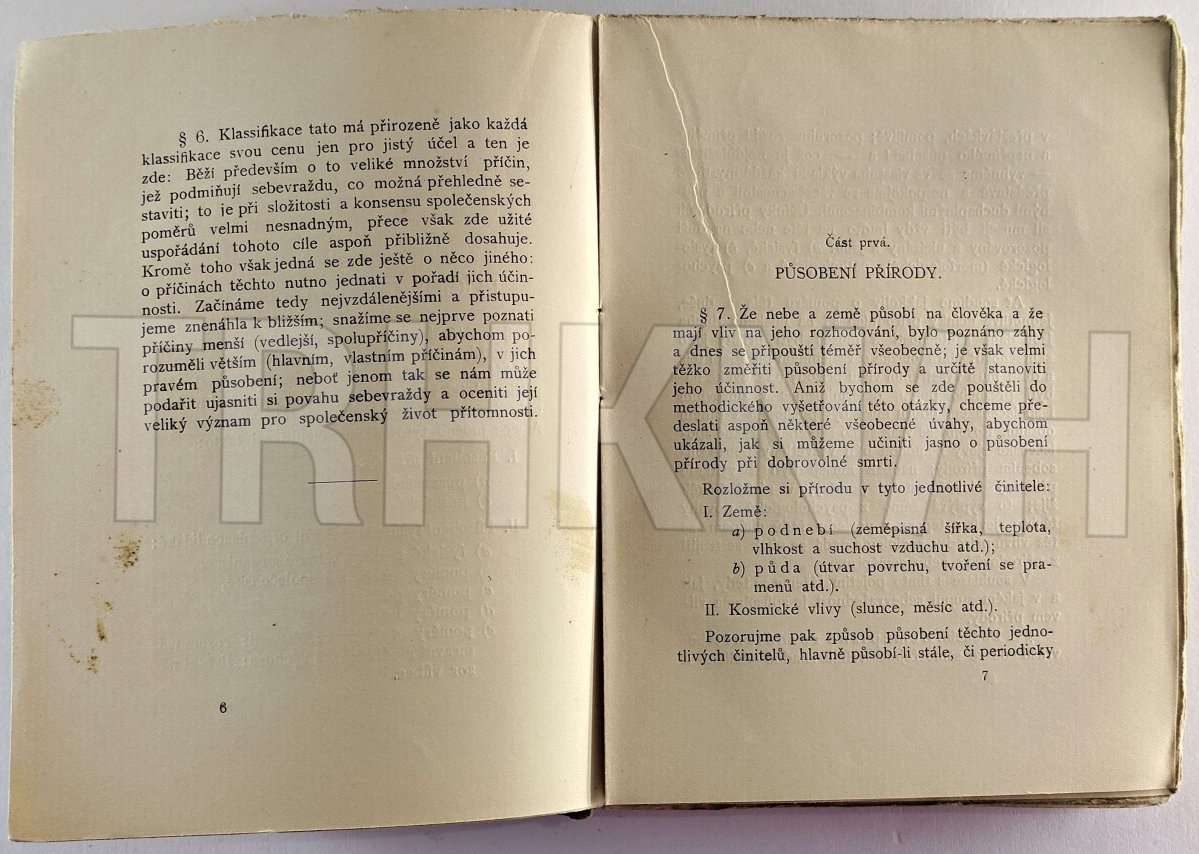 § 6. Klassifikace tato má přirozeně jako každá
klassifikace svou cenu jen pro jistý účel a ten je
zde: Běží především o to veliké množství příčin,
jež podmiňují sebevraždu, co možná přehledně se-
staviti; to je při složitosti a konsensu společenských
poměrů velmi nesnadným, přece však zde užité
uspořádání tohoto cíle aspoň přibližně dosahuje.
Kromě toho však jedná se zde ještě o něco jiného:
o příčinách těchto nutno jednati v pořadí jich účin-
nosti. Začínáme tedy nejvzdálenějšími a přistupu-
jeme znenáhla k bližším; snažíme se nejprve poznati
příčiny menší (vedlejší, spolupříčiny), abychom po-
rozuměli větším (hlavním, vlastním příčinám), v jich
pravém působení; neboť jenom tak se nám může
podařit ujasniti si povahu sebevraždy a oceniti její
veliký význam pro společenský život přítomnosti.
6
Část prvá.
PŮSOBENÍ PŘÍRODY.
§ 7. Že nebe a země působí na člověka a že
mají vliv na jeho rozhodování, bylo poznáno záhy
a dnes se připouští téměř všeobecně; je však velmi
těžko změřiti působení přírody a určitě stanoviti
jeho účinnost. Aniž bychom se zde pouštěli do
methodického vyšetřování této otázky, chceme pře-
deslati aspoň některé všeobecné úvahy, abychom
ukázali, jak si můžeme učiniti jasno o působení
přírody při dobrovolné smrti.
Rozložme si přírodu v tyto jednotlivé činitele:
I. Země:
a) podnebí (zeměpisná šířka, teplota,
vlhkost a suchost vzduchu atd.);
b) půda (útvar povrchu, tvoření se pra-
menů atd.).
II. Kosmické vlivy (slunce, měsíc atd.).
Pozorujme pak způsob působení těchto jedno-
tlivých činitelů, hlavně působí-li stále, či periodicky
7
TRHKNIH